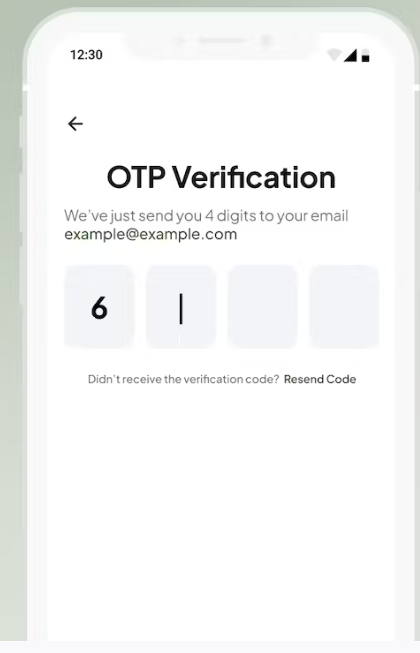 12:30
OTP Verification
We've just send you 4 digits to your email
example@example.com
6
Didn't receive the verification code? Resend Code